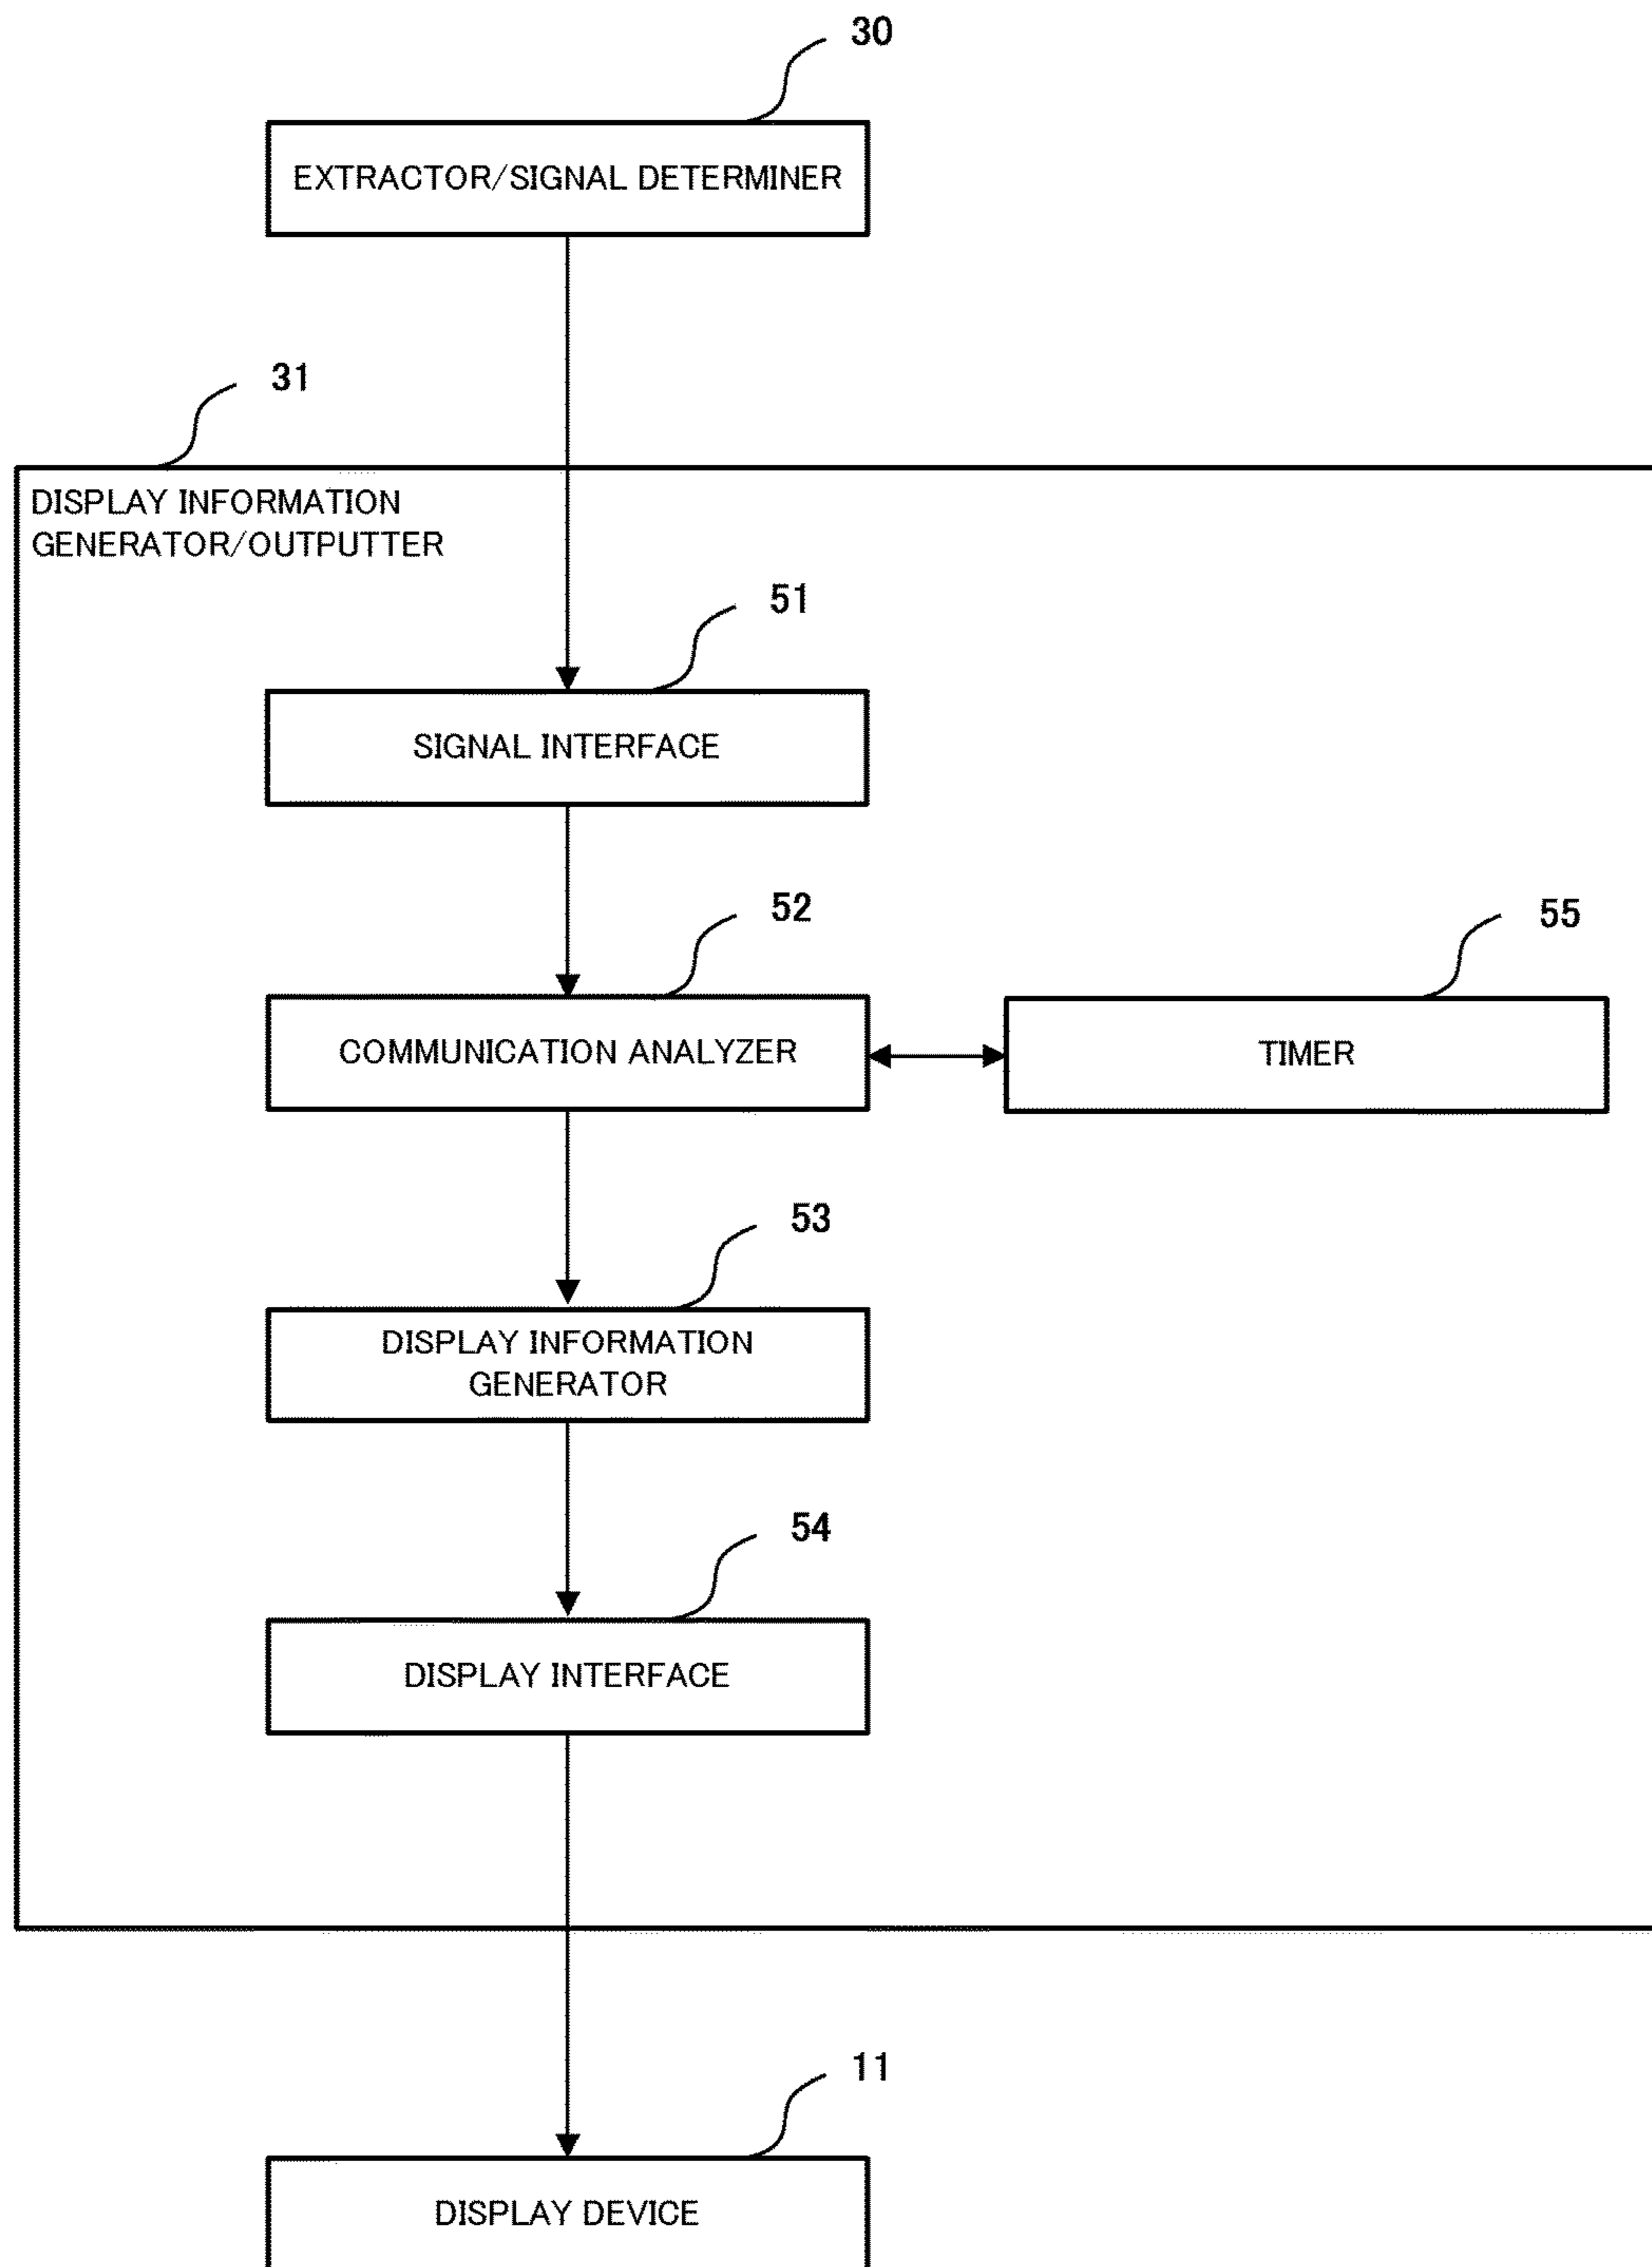 30
EXTRACTOR/SIGNAL DETERMINER
31
DISPLAY INFORMATION
GENERATOR/OUTPUTTER
51
SIGNAL INTERFACE
52
55
COMMUNICATION ANALYZER
TIMER
53
DISPLAY INFORMATION
GENERATOR
54
DISPLAY INTERFACE
11
DISPLAY DEVICE